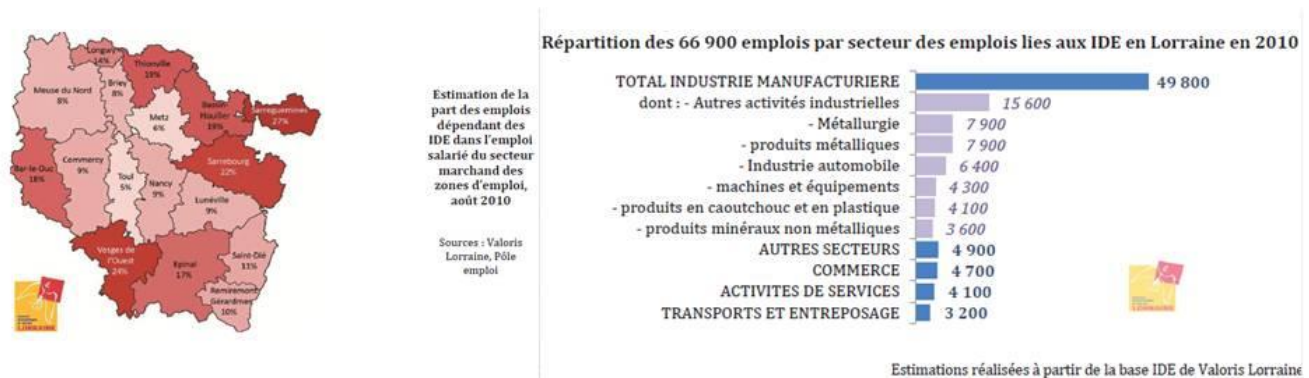 Longwy
14%
Thionville
19%
Meuse du Nord
8%
Briey
8%
Metz
6%
Bassin
Houiller
19%
Sarreguemines
27%
Bar-le-Duc
18%
Commercy
9%
Toul
5%
Nancy
9%
Sarrebourg
22%
Lunéville
9%
Vosges de
l'Ouest
24%
Epinal
17%
Saint-Dié
11%
Remiremont
Gérardmer
10%
LORRAINE
Estimation de la
part des emplois
dépendant des
IDE dans l'emploi
salarié du secteur
marchand des
zones d'emploi,
août 2010
Sources : Valoris
Lorraine, Pôle
emploi
Répartition des 66 900 emplois par secteur des emplois lies aux IDE en Lorraine en 2010
TOTAL INDUSTRIE MANUFACTURIERE 49 800
dont : - Autres activités industrielles 15 600
- Métallurgie 7 900
- produits métalliques 7 900
- Industrie automobile 6 400
- machines et équipements 4 300
- produits en caoutchouc et en plastique 4 100
- produits minéraux non métalliques 3 600
AUTRES SECTEURS 4 900
COMMERCE 4 700
ACTIVITES DE SERVICES 4 100
TRANSPORTS ET ENTREPOSAGE 3 200
Estimations réalisées à partir de la base IDE de Valoris Lorraine